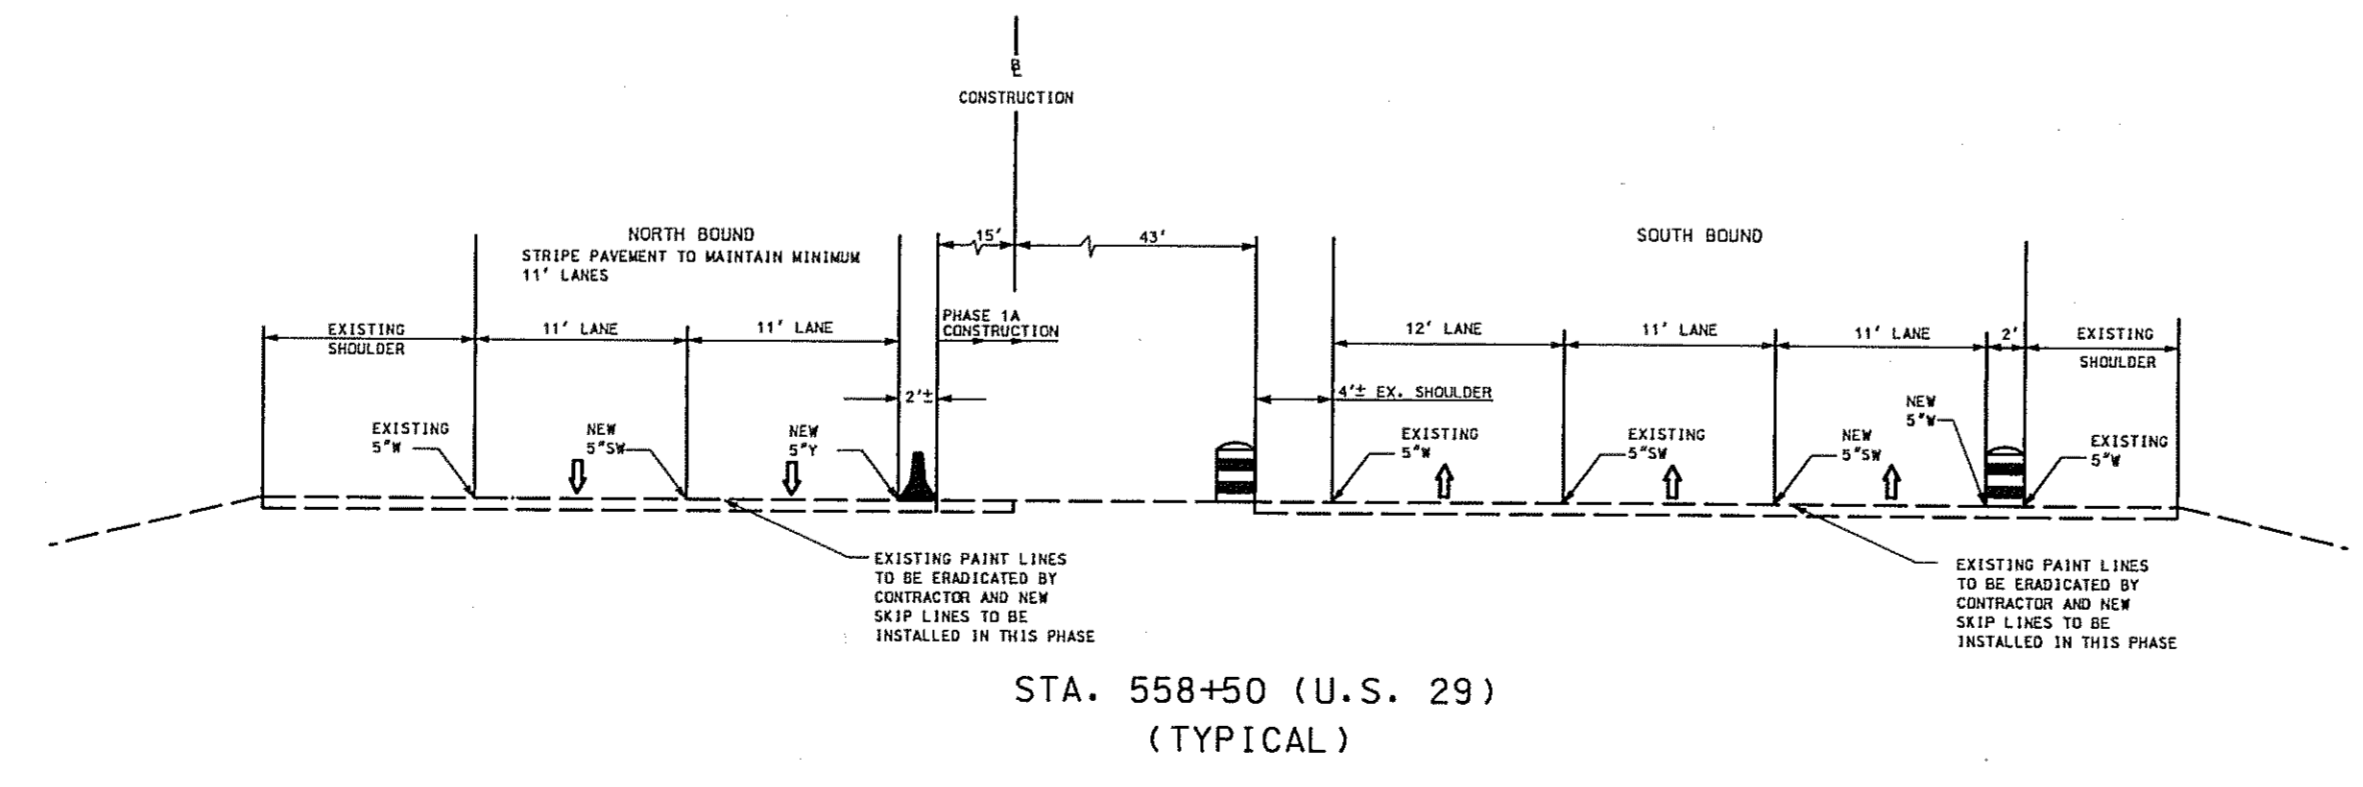 B
CONSTRUCTION
NORTH BOUND
STRIPE PAVEMENT TO MAINTAIN MINIMUM
11' LANES
15'
43'
SOUTH BOUND
EXISTING
SHOULDER
11' LANE
11' LANE
PHASE 1A
CONSTRUCTION
12' LANE
11' LANE
11' LANE
2'
EXISTING
SHOULDER
2'±
4'± EX. SHOULDER
EXISTING
5"W
NEW
5"SW
NEW
5"Y
EXISTING
5"W
EXISTING
5"SW
NEW
5"SW
NEW
5"W
EXISTING
5"W
EXISTING PAINT LINES
TO BE ERADICATED BY
CONTRACTOR AND NEW
SKIP LINES TO BE
INSTALLED IN THIS PHASE
EXISTING PAINT LINES
TO BE ERADICATED BY
CONTRACTOR AND NEW
SKIP LINES TO BE
INSTALLED IN THIS PHASE
STA. 558+50 (U.S. 29)
(TYPICAL)